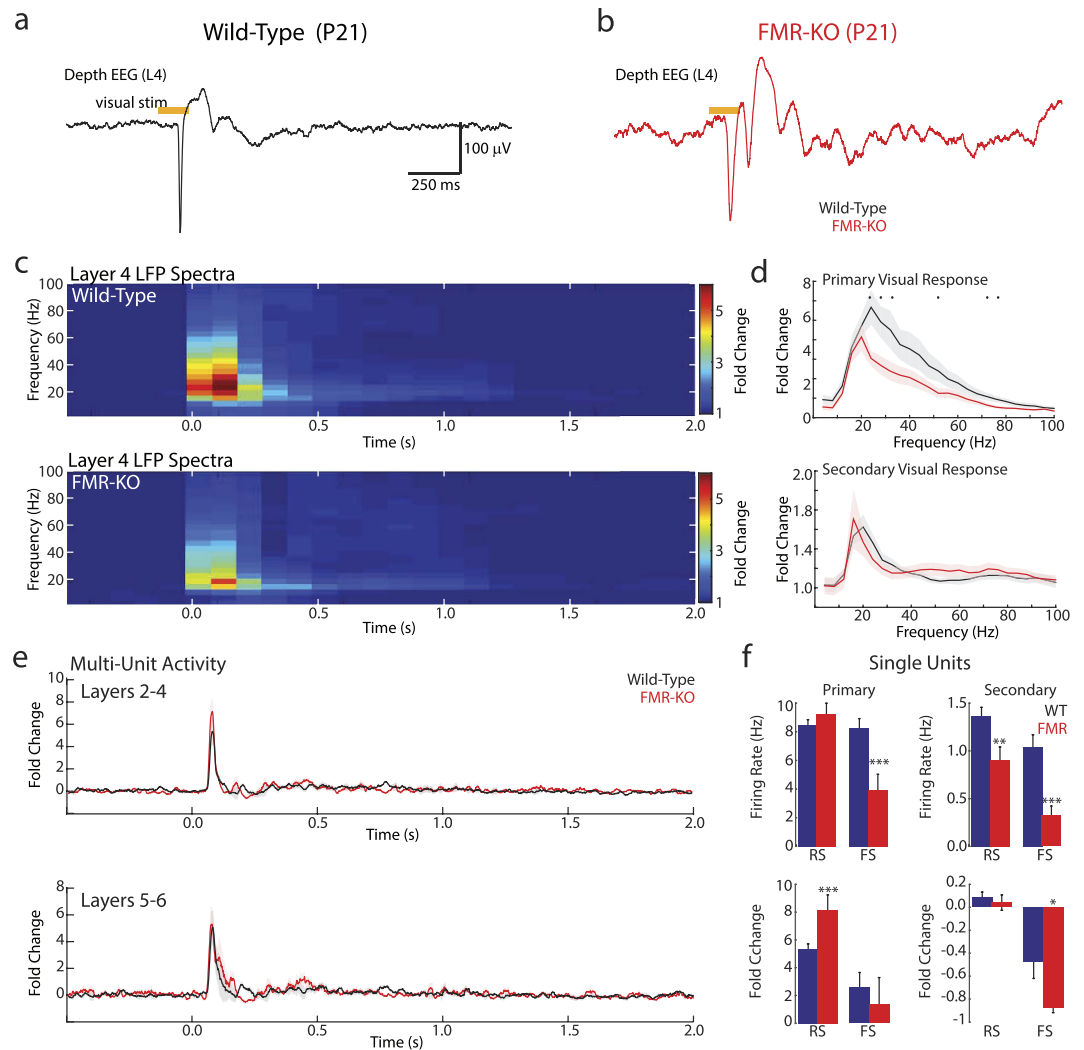 a
Wild-Type (P21)
Depth EEG (L4)
visual stim
100 μV
250 ms
b
FMR-KO (P21)
Depth EEG (L4)
Wild-Type
FMR-KO
c
Layer 4 LFP Spectra
Wild-Type
Frequency (Hz)
100
80
60
40
20
0.0 0.5 1.0 1.5 2.0
Time (s)
5
3
1
Fold Change
Layer 4 LFP Spectra
FMR-KO
Frequency (Hz)
100
80
60
40
20
0.0 0.5 1.0 1.5 2.0
Time (s)
5
3
1
Fold Change
d
Primary Visual Response
Fold Change
8
6
4
2
0
20 40 60 80 100
Frequency (Hz)
Secondary Visual Response
Fold Change
2.0
1.8
1.4
1.0
20 40 60 80 100
Frequency (Hz)
e
Multi-Unit Activity
Layers 2-4
Wild-Type
FMR-KO
Fold Change
10
8
6
4
2
0
0.0 0.5 1.0 1.5 2.0
Time (s)
Layers 5-6
Fold Change
8
6
4
2
0
0.0 0.5 1.0 1.5 2.0
Time (s)
f
Single Units
Primary
Firing Rate (Hz)
10
8
6
4
2
0
***
RS FS
Secondary
WT
FMR
Firing Rate (Hz)
1.5
1.0
0.5
0.0
**
***
RS FS
Fold Cchange
10
8
6
4
2
0
***
RS FS
Fold Cchange
0.2
0.0
-0.2
-0.4
-0.6
-0.8
-1
*
RS FS